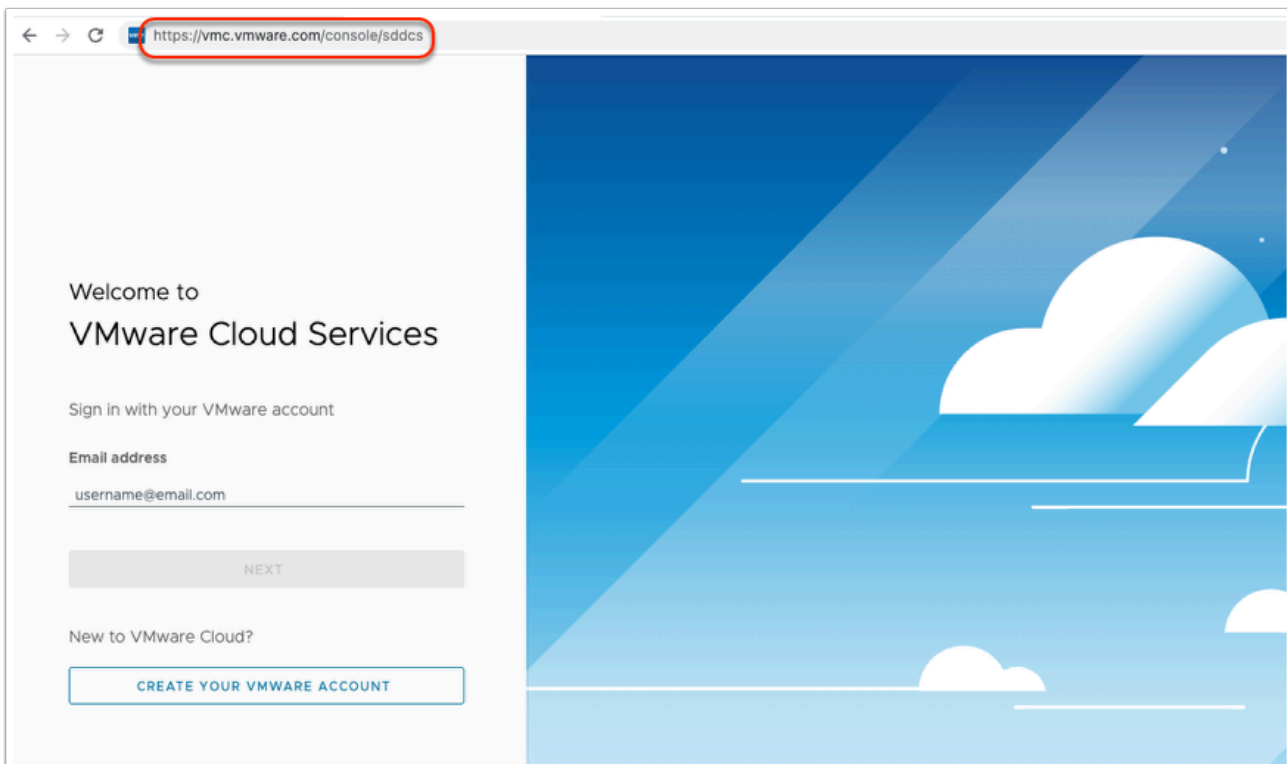 https://vmc.vmware.com/console/sddcs
Welcome to
VMware Cloud Services
Sign in with your VMware account
Email address
username@email.com
NEXT
New to VMware Cloud?
CREATE YOUR VMWARE ACCOUNT